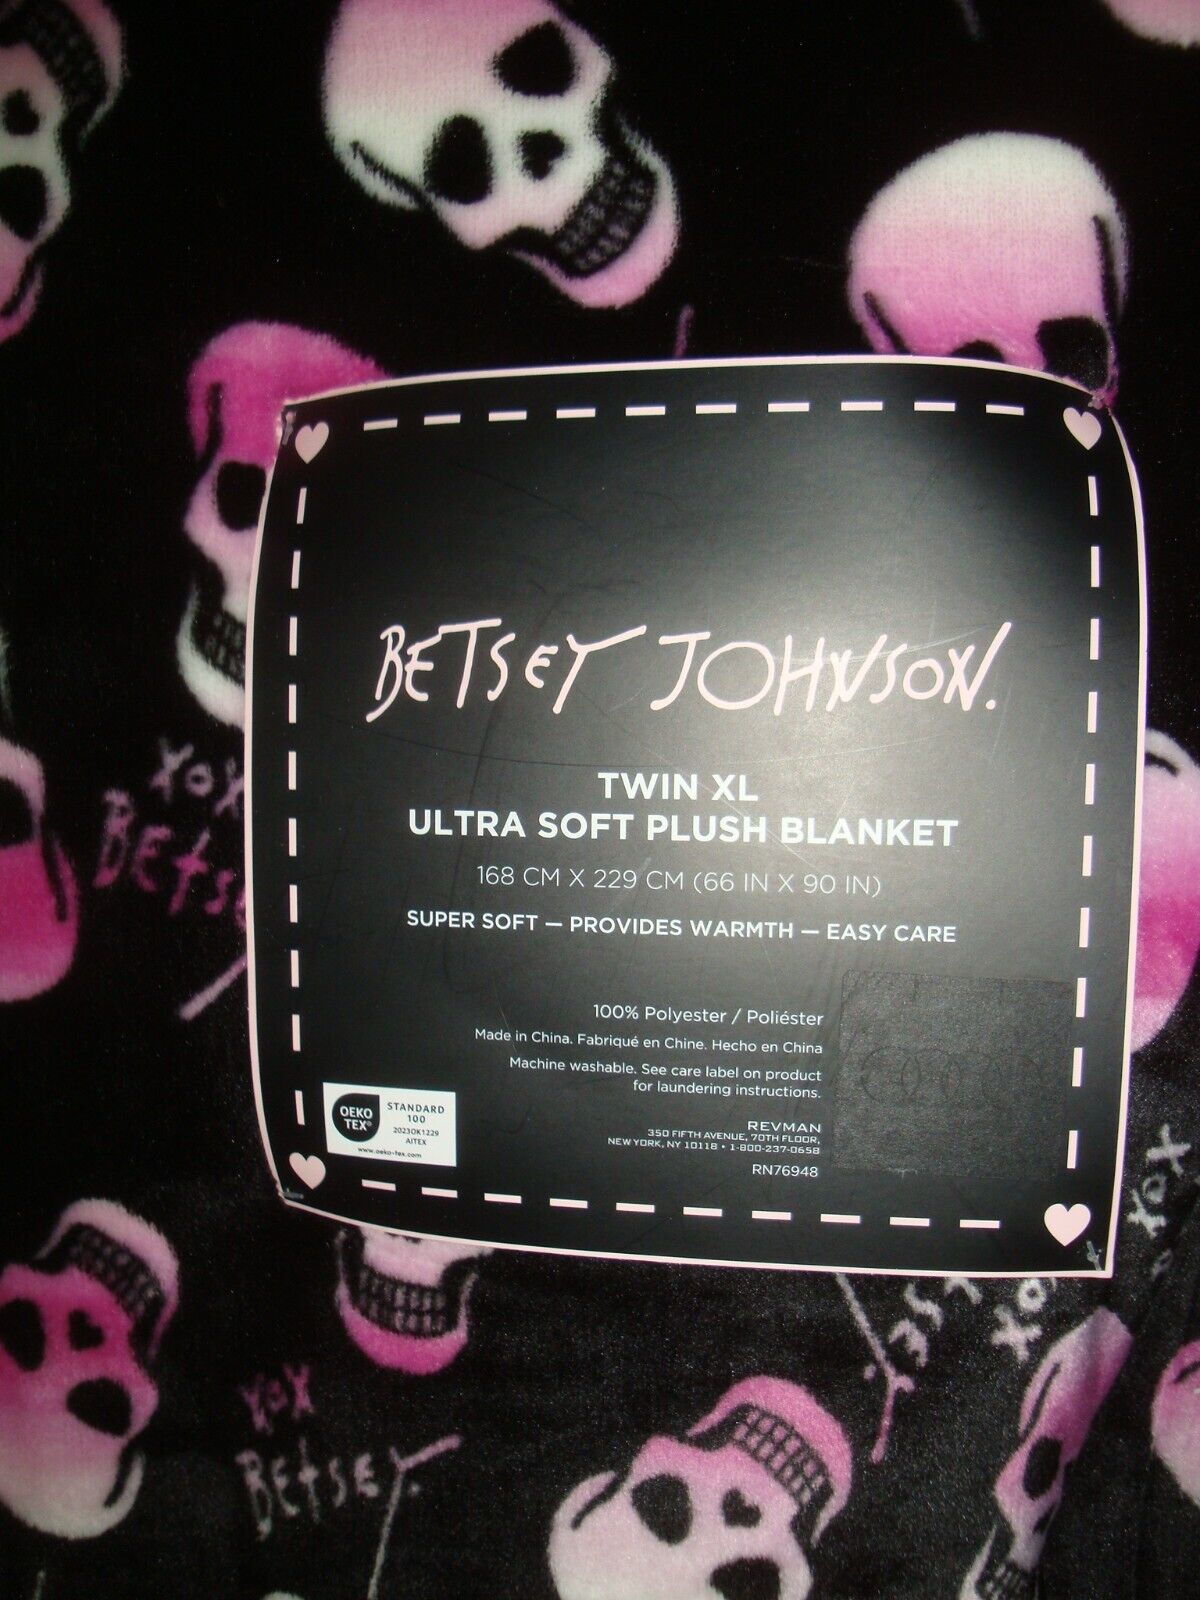 BETSEY JOHNSON.
TWIN XL
ULTRA SOFT PLUSH BLANKET
168 CM X 229 CM (66 IN X 90 IN)
SUPER SOFT — PROVIDES WARMTH — EASY CARE
100% Polyester / Poliéster
Made in China. Fabriqué en Chine. Hecho en China
Machine washable. See care label on product
for laundering instructions.
REVMAN
350 FIFTH AVENUE, 70TH FLOOR,
NEW YORK, NY 10118 • 1-800-237-0658
RN76948
OEKO
TEX®
STANDARD
100
2023OK1229
AITEX
www.oeko-tex.com
XOX
BEtsE
XOX
BEtSEY.
XOX
XOX